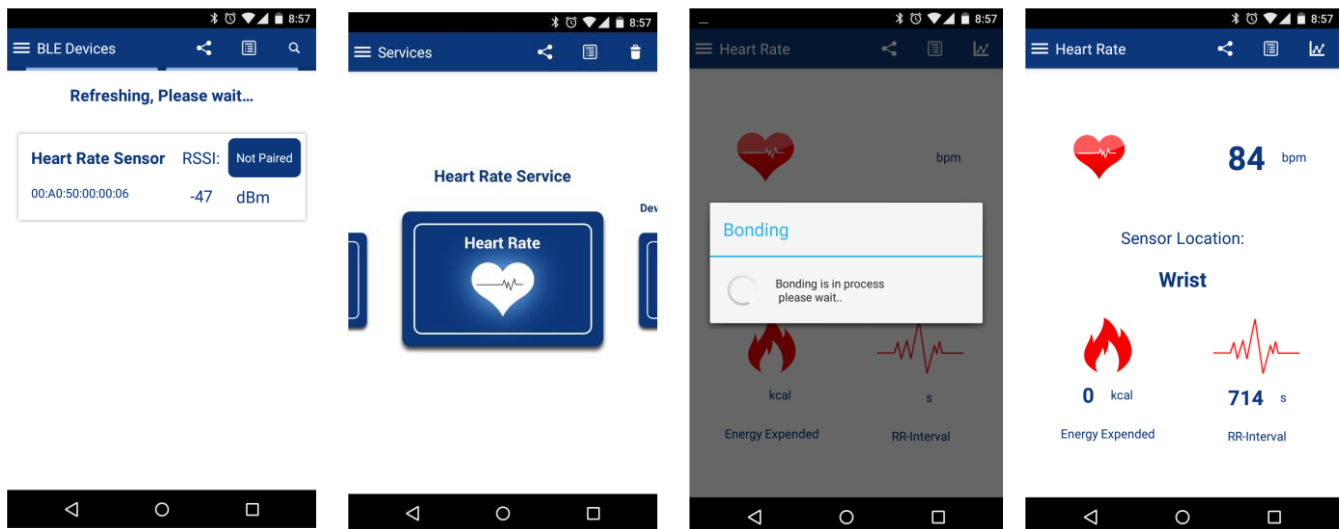 8:57
BLE Devices
Refreshing, Please wait...
Heart Rate Sensor RSSI: Not Paired
00:A0:50:00:00:06 -47 dBm
8:57
Services
Heart Rate Service
Dev
Heart Rate
8:57
Heart Rate
bpm
Bonding
Bonding is in process
please wait..
kcal s
Energy Expended RR-Interval
8:57
Heart Rate
84 bpm
Sensor Location:
Wrist
0 kcal 714 s
Energy Expended RR-Interval